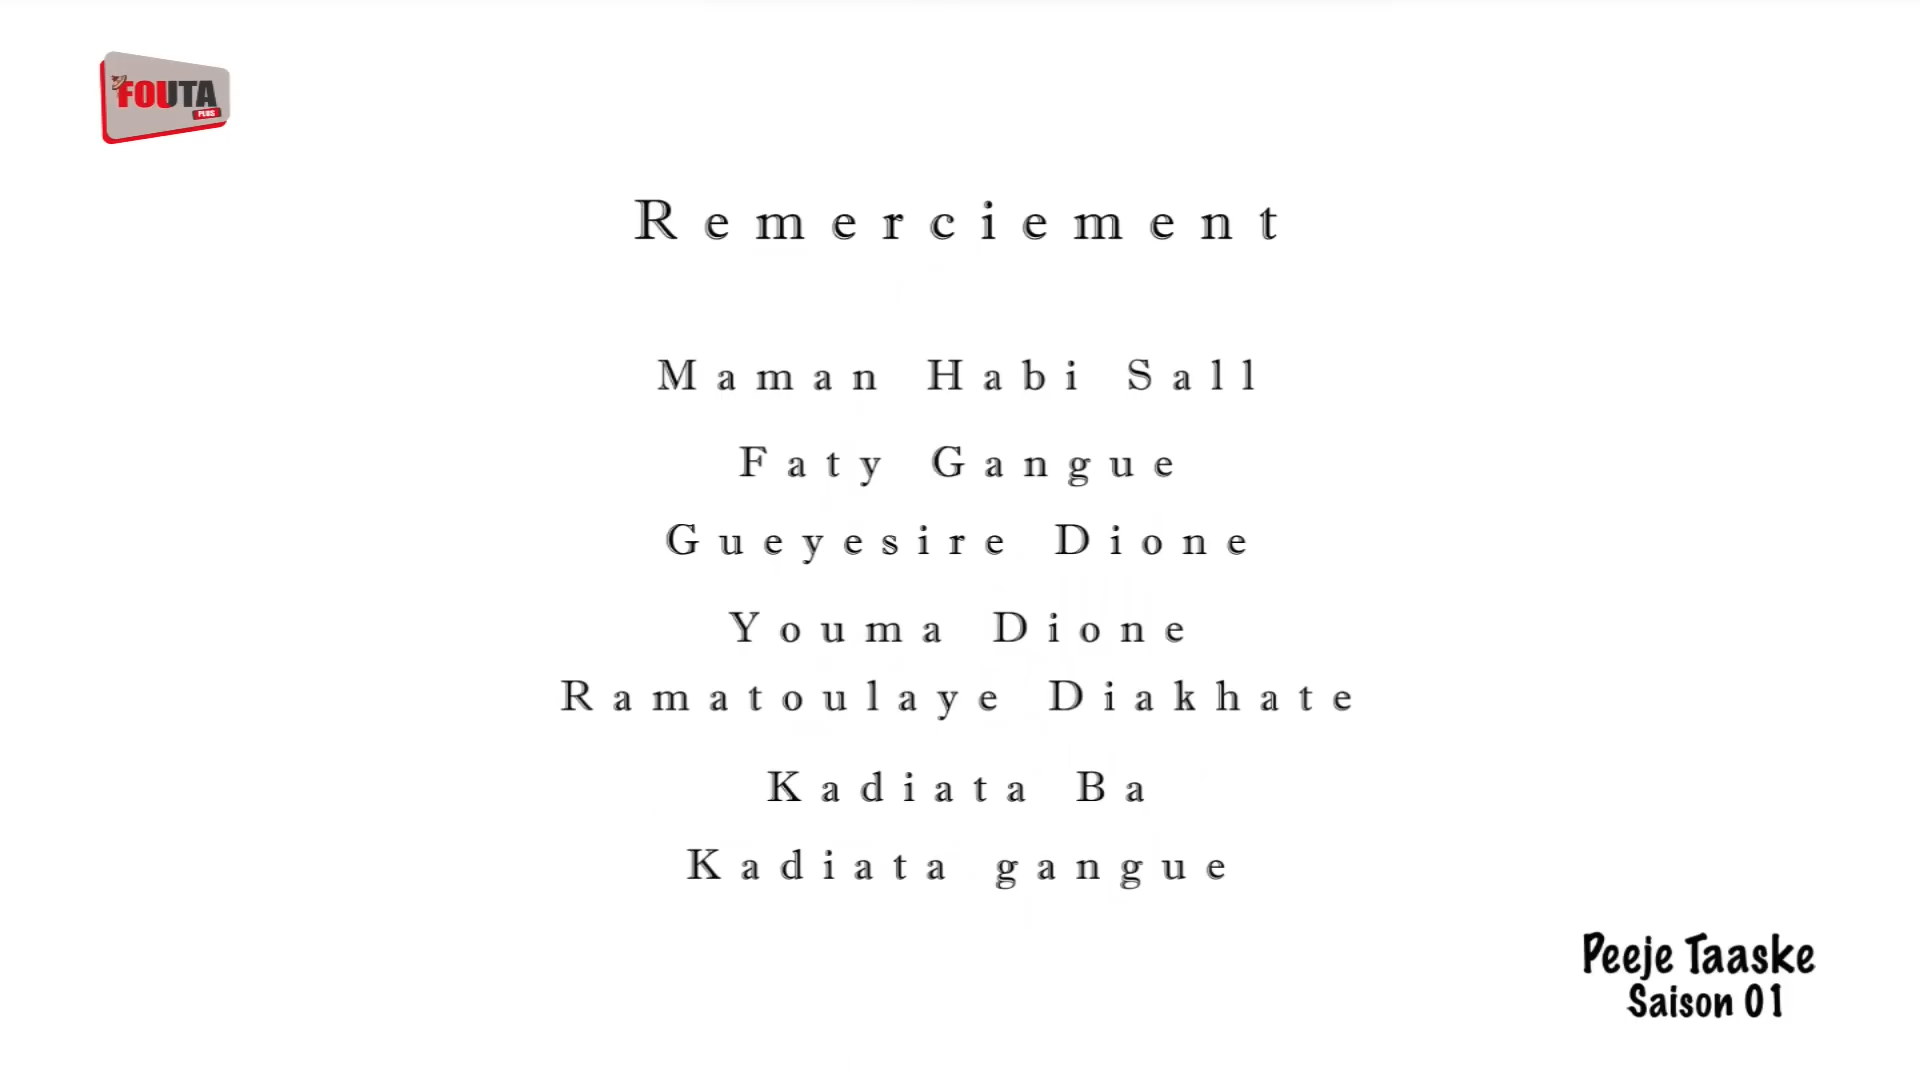 FOUTA
PLUS
Remerciement
Maman Habi Sall
Faty Gangue
Gueyesire Dione
Youma Dione
Ramatoulaye Diakhate
Kadiata Ba
Kadiata gangue
Peeje Taaske
Saison 01